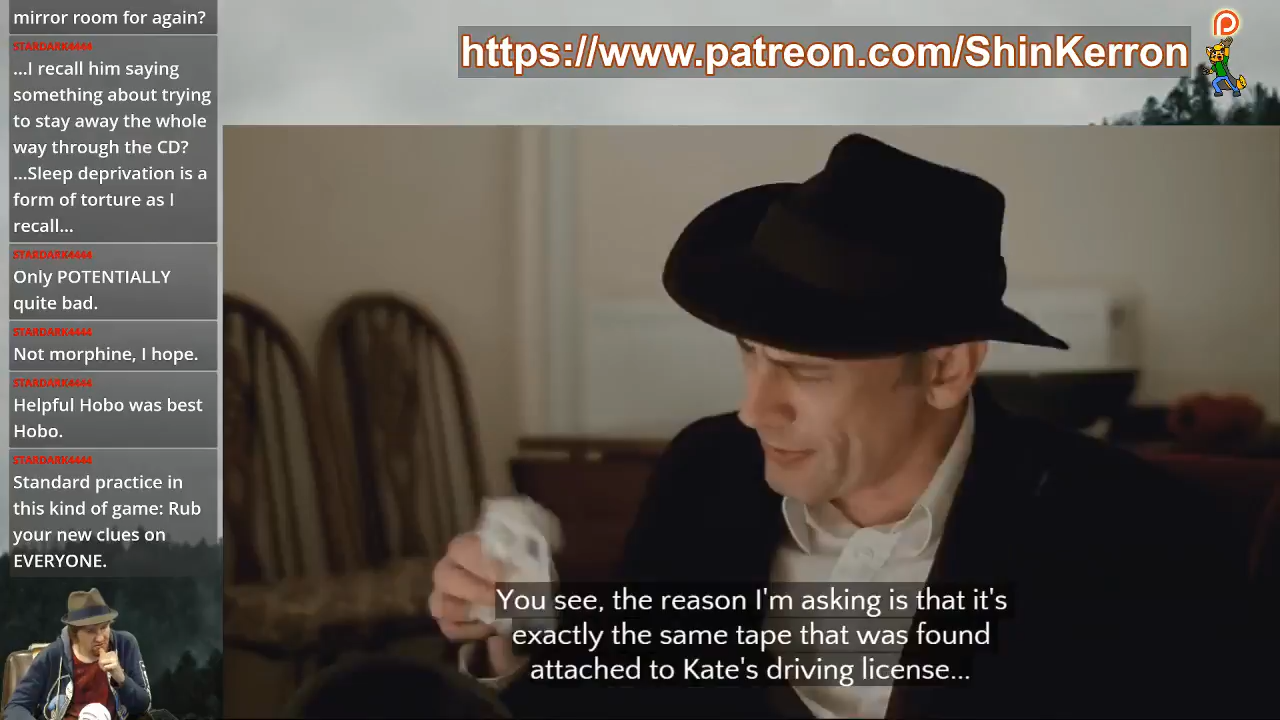 mirror room for again?
STARDARK4444
...I recall him saying
something about trying
to stay away the whole
way through the CD?
...Sleep deprivation is a
form of torture as I
recall...
STARDARK4444
Only POTENTIALLY
quite bad.
STARDARK4444
Not morphine, I hope.
STARDARK4444
Helpful Hobo was best
Hobo.
STARDARK4444
Standard practice in
this kind of game: Rub
your new clues on
EVERYONE.
https://www.patreon.com/ShinKerron
You see, the reason I'm asking is that it's
exactly the same tape that was found
attached to Kate's driving license...